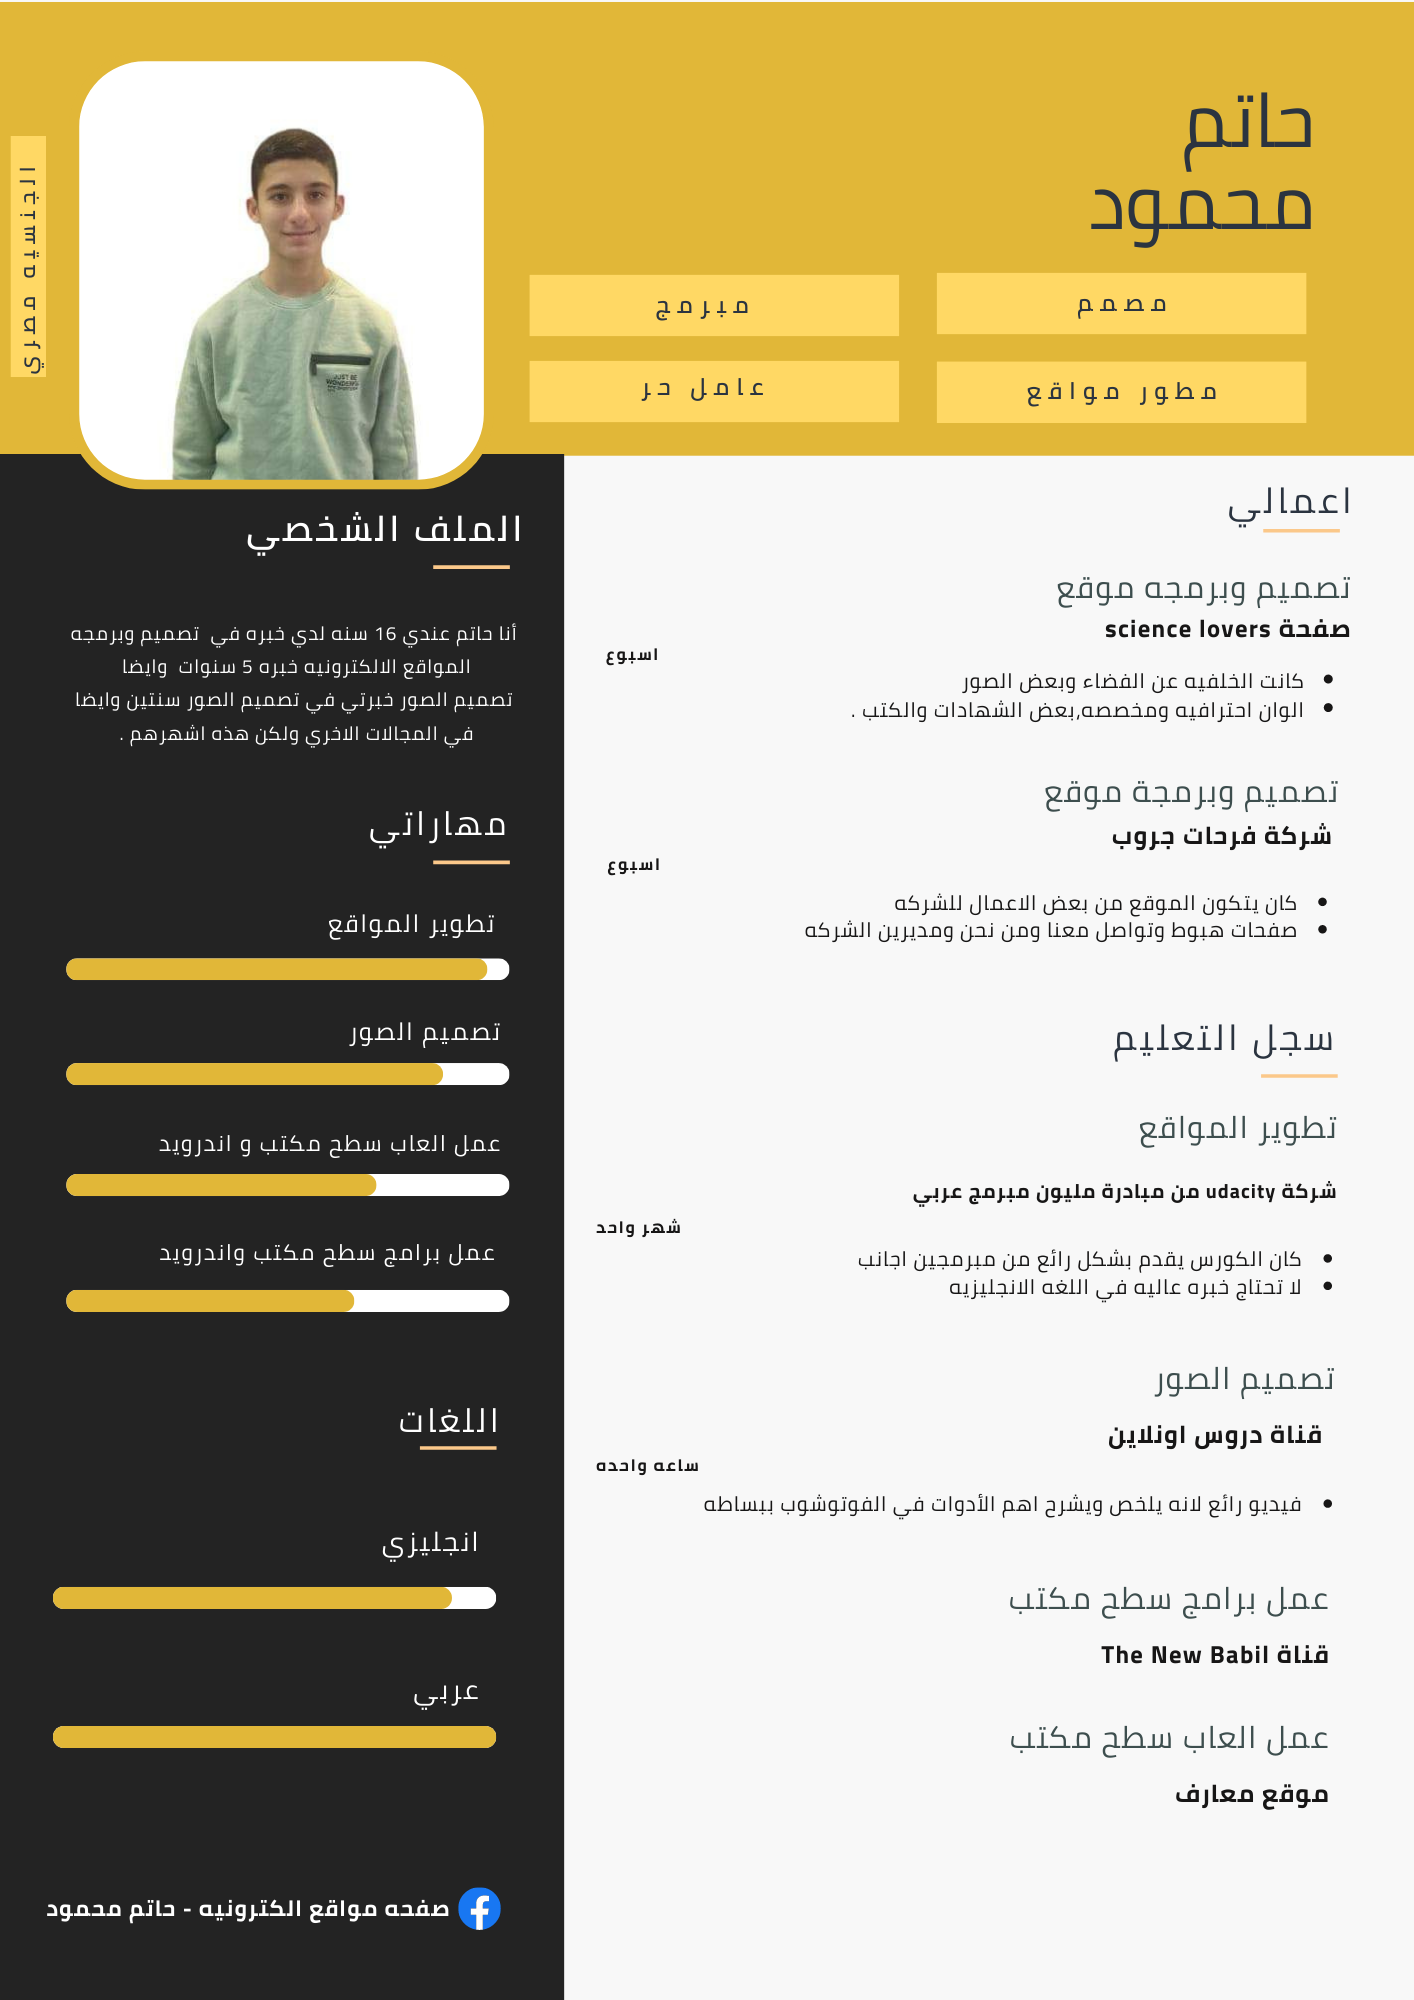 حاتم
محمود
مصمم
مبرمج
مطور مواقع
عامل حر
الجنسيه مصري
JUST BE
الملف الشخصي
أنا حاتم عندي 16 سنه لدي خبره في تصميم وبرمجه
المواقع الالكترونيه خبره 5 سنوات وايضا
تصميم الصور خبرتي في تصميم الصور سنتين وايضا
في المجالات الاخري ولكن هذه اشهرهم .
مهاراتي
تطوير المواقع
تصميم الصور
عمل العاب سطح مكتب و اندرويد
عمل برامج سطح مكتب واندرويد
اللغات
انجليزي
عربي
صفحه مواقع الكترونيه - حاتم محمود
اعمالي
تصميم وبرمجه موقع
صفحة science lovers
اسبوع
كانت الخلفيه عن الفضاء وبعض الصور
الوان احترافيه ومخصصه,بعض الشهادات والكتب .
تصميم وبرمجة موقع
شركة فرحات جروب
اسبوع
كان يتكون الموقع من بعض الاعمال للشركه
صفحات هبوط وتواصل معنا ومن نحن ومديرين الشركه
سجل التعليم
تطوير المواقع
شركة udacity من مبادرة مليون مبرمج عربي
شهر واحد
كان الكورس يقدم بشكل رائع من مبرمجين اجانب
لا تحتاج خبره عاليه في اللغه الانجليزيه
تصميم الصور
قناة دروس اونلاين
ساعه واحده
فيديو رائع لانه يلخص ويشرح اهم الأدوات في الفوتوشوب ببساطه
عمل برامج سطح مكتب
قناة The New Babil
عمل العاب سطح مكتب
موقع معارف